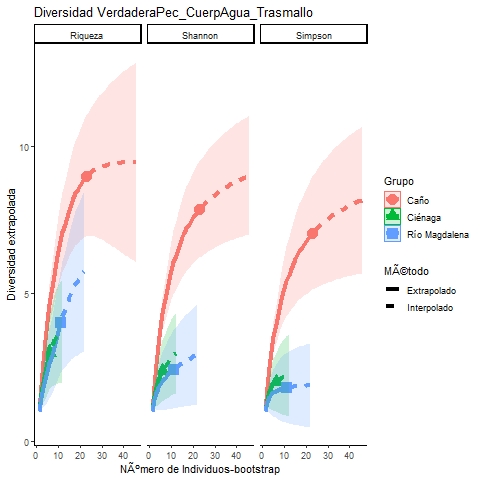 Diversidad VerdaderaPec_CuerpAgua_Trasmallo
Riqueza
Shannon
Simpson
Diversidad extrapolada
10
5
0
0 10 20 30 40
0 10 20 30 40
0 10 20 30 40
NÃºmero de Individuos-bootstrap
Grupo
Caño
Ciénaga
Río Magdalena
MÃ©todo
Extrapolado
Interpolado